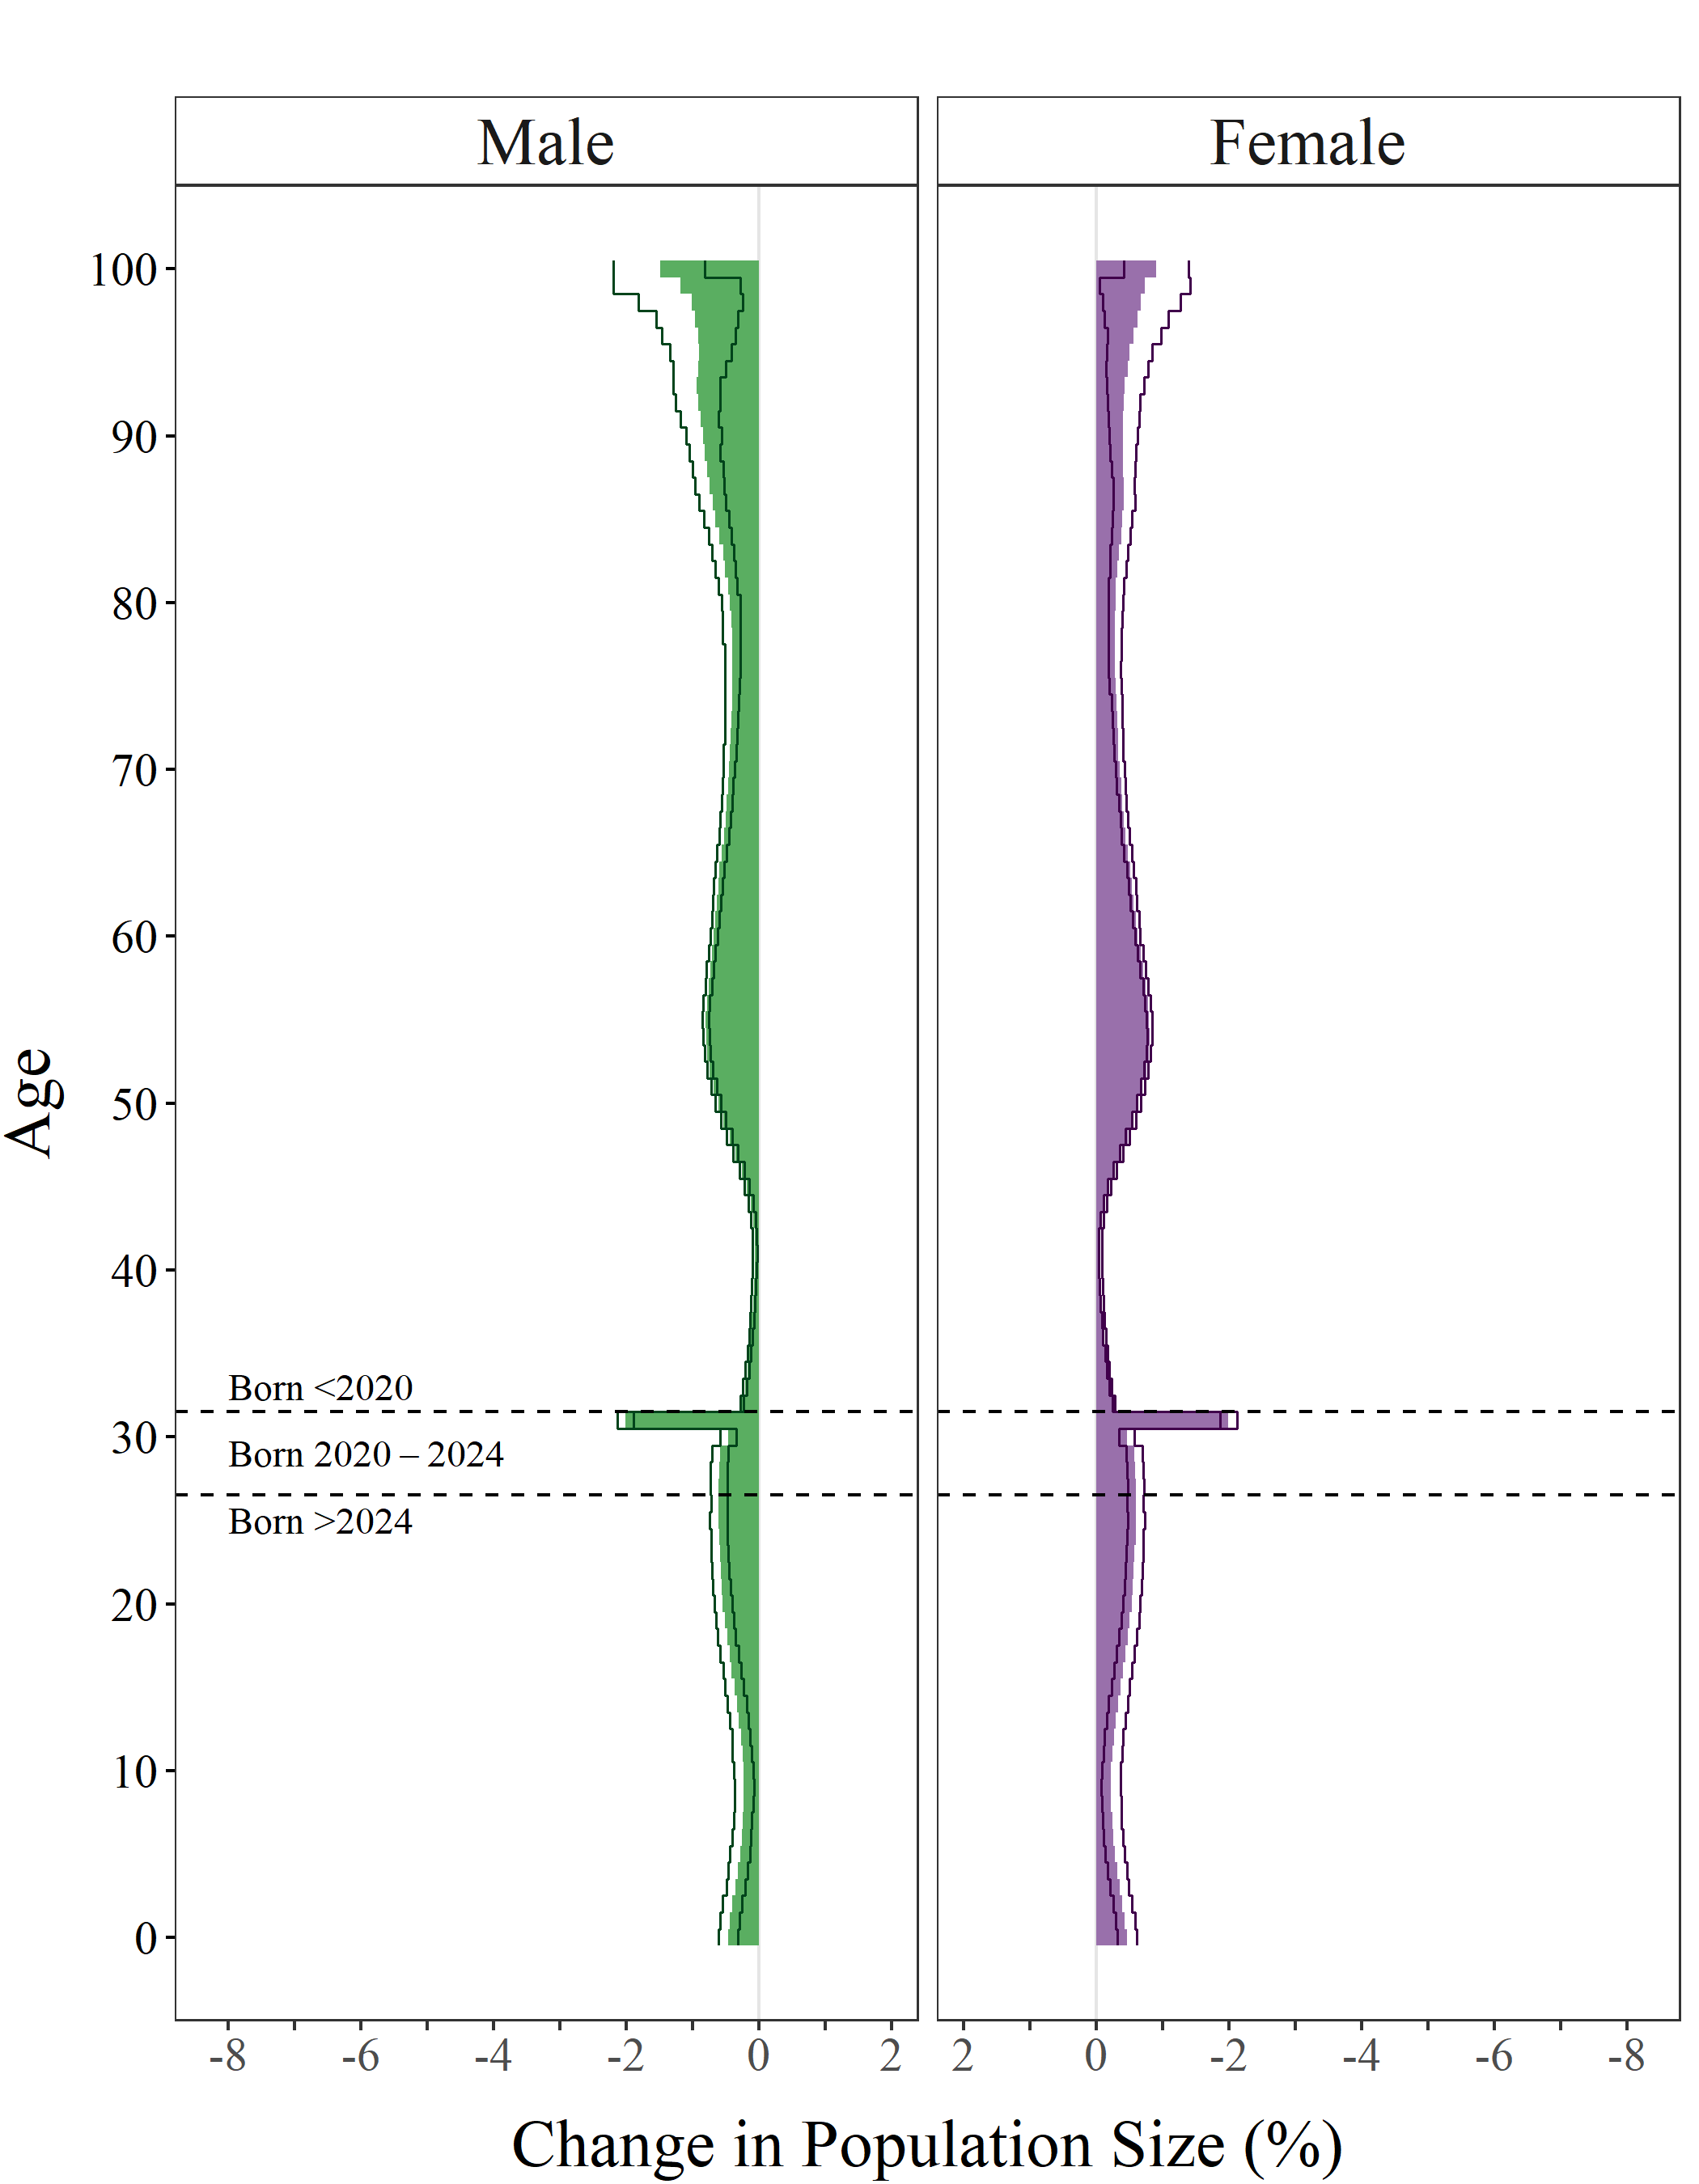 Male Female
100
90
80
70
60
50
40
30
20
10
0
Age
Born <2020
Born 2020 – 2024
Born >2024
-8 -6 -4 -2 0 2 2 0 -2 -4 -6 -8
Change in Population Size (%)